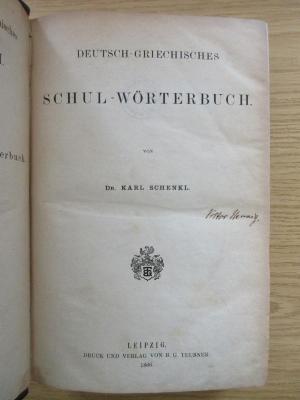 DEUTSCH-GRIECHISCHES
SCHUL-WÖRTERBUCH.
VON
DR. KARL SCHENKL.
LEIPZIG.
DRUCK UND VERLAG VON B. G. TEUBNER